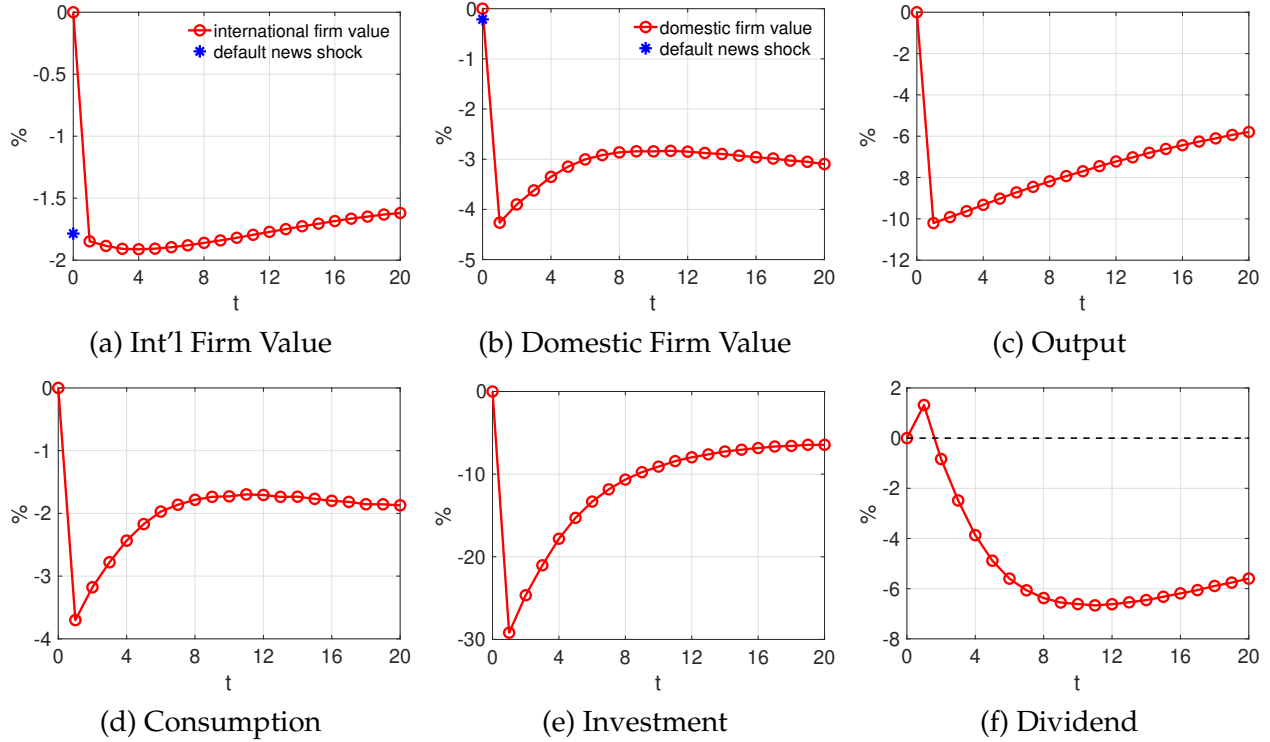 0
-0.5
-1
-1.5
-2
%
0 4 8 12 16 20
t
international firm value
default news shock
(a) Int'l Firm Value
0
-1
-2
-3
-4
-5
%
0 4 8 12 16 20
t
domestic firm value
default news shock
(b) Domestic Firm Value
0
-2
-4
-6
-8
-10
-12
%
0 4 8 12 16 20
t
(c) Output
0
-1
-2
-3
-4
%
0 4 8 12 16 20
t
(d) Consumption
0
-10
-20
-30
%
0 4 8 12 16 20
t
(e) Investment
2
0
-2
-4
-6
-8
%
0 4 8 12 16 20
t
(f) Dividend